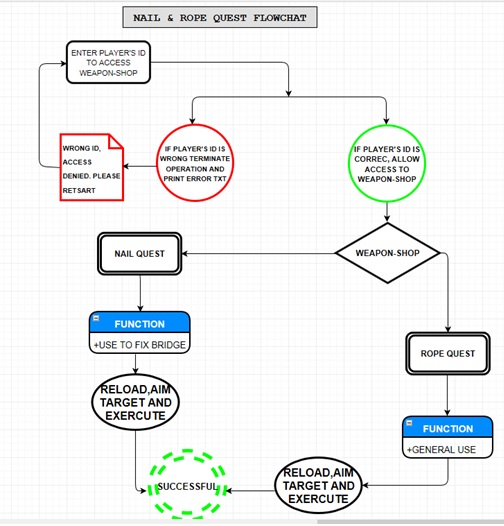 NAIL & ROPE QUEST FLOWCHAT
ENTER PLAYER'S ID
TO ACCESS
WEAPON-SHOP
WRONG ID,
ACCESS
DENIED. PLEASE
RETSART
IF PLAYER'S ID IS
WRONG TERMINATE
OPERATION AND
PRINT ERROR TXT
IF PLAYER'S ID IS
CORREC, ALLOW
ACCESS TO
WEAPON-SHOP
WEAPON-SHOP
NAIL QUEST
FUNCTION
+USE TO FIX BRIDGE
RELOAD,AIM
TARGET AND
EXERCUTE
ROPE QUEST
FUNCTION
+GENERAL USE
RELOAD,AIM
TARGET AND
EXERCUTE
SUCCESSFUL